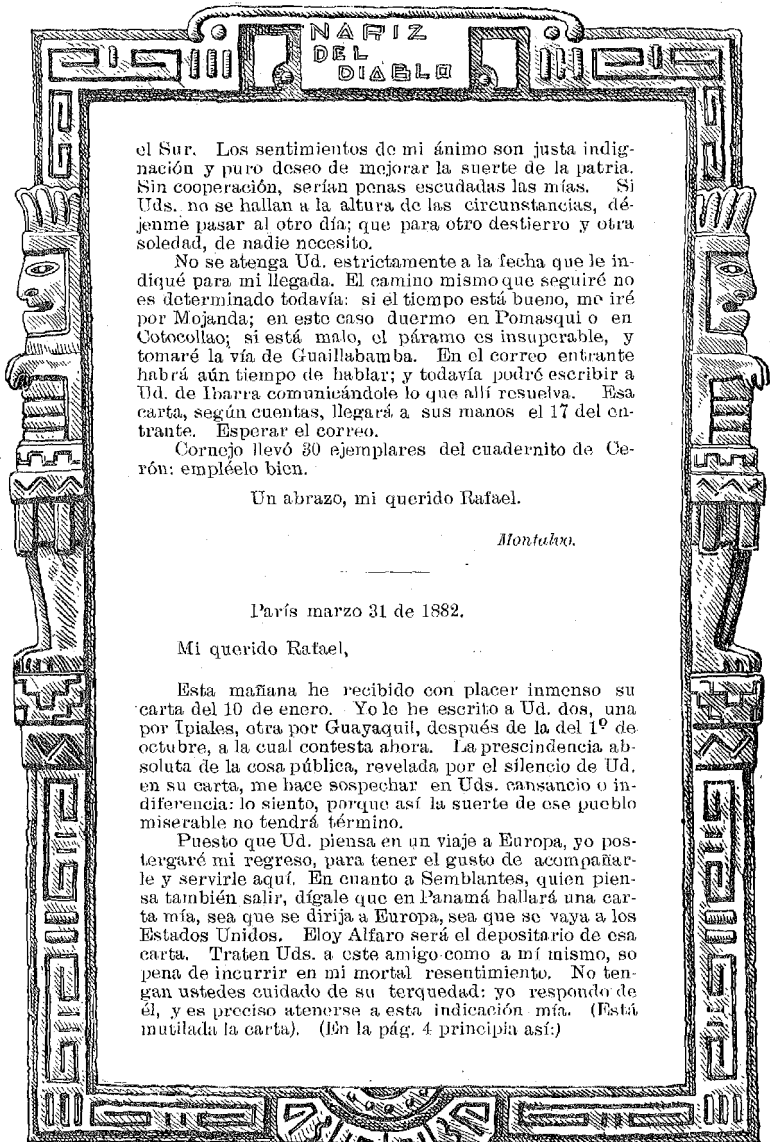 NARIZ
DEL
DIABLO
el Sur. Los sentimientos de mi ánimo son justa indig-
nación y puro deseo de mejorar la suerte de la patria.
Sin cooperación, serían penas escudadas las mías. Si
Uds. no se hallan a la altura de las circunstancias, dé-
jenme pasar al otro día; que para otro destierro y otra
soledad, de nadie necesito.
No se atenga Ud. estrictamente a la fecha que le in-
diqué para mi llegada. El camino mismo que seguiré no
es determinado todavía: si el tiempo está bueno, me iré
por Mojanda; en este caso duermo en Pomasqui o en
Cotocollao; si está malo, el páramo es insuperable, y
tomaré la vía de Guaillabamba. En el correo entrante
habrá aún tiempo de hablar; y todavía podré escribir a
Ud. de Ibarra comunicándole lo que allí resuelva. Esa
carta, según cuentas, llegará a sus manos el 17 del en-
trante. Esperar el correo.
Cornejo llevó 30 ejemplares del cuadernito de Ce-
rón: empléelo bien.
Un abrazo, mi querido Rafael.
Montalvo.
París marzo 31 de 1882.
Mi querido Rafael,
Esta mañana he recibido con placer inmenso su
carta del 10 de enero. Yo le he escrito a Ud. dos, una
por Ipiales, otra por Guayaquil, después de la del 1º de
octubre, a la cual contesta ahora. La prescindencia ab-
soluta de la cosa pública, revelada por el silencio de Ud.
en su carta, me hace sospechar en Uds. cansancio o in-
diferencia: lo siento, porque así la suerte de ese pueblo
miserable no tendrá término.
Puesto que Ud. piensa en un viaje a Europa, yo pos-
tergaré mi regreso, para tener el gusto de acompañar-
le y servirle aquí. En cuanto a Semblantes, quien pien-
sa también salir, dígale que en Panamá hallará una car-
ta mía, sea que se dirija a Europa, sea que se vaya a los
Estados Unidos. Eloy Alfaro será el depositario de esa
carta. Traten Uds. a este amigo como a mí mismo, so
pena de incurrir en mi mortal resentimiento. No ten-
gan ustedes cuidado de su terquedad: yo respondo de
él, y es preciso atenerse a esta indicación mía. (Está
mutilada la carta). (En la pág. 4 principia así:)